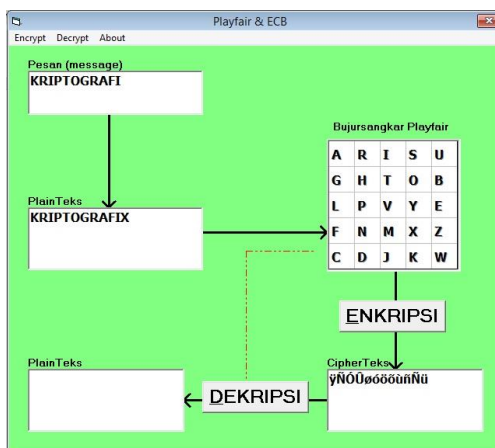 Playfair & ECB
Encrypt Decrypt About
Pesan (message)
KRIPTOGRAFI
Bujursangkar Playfair
A R I S U
G H T O B
L P V Y E
F N M X Z
C D J K W
PlainTeks
KRIPTOGRAFIX
ENKRIPSI
PlainTeks
DEKRIPSI
CipherTeks